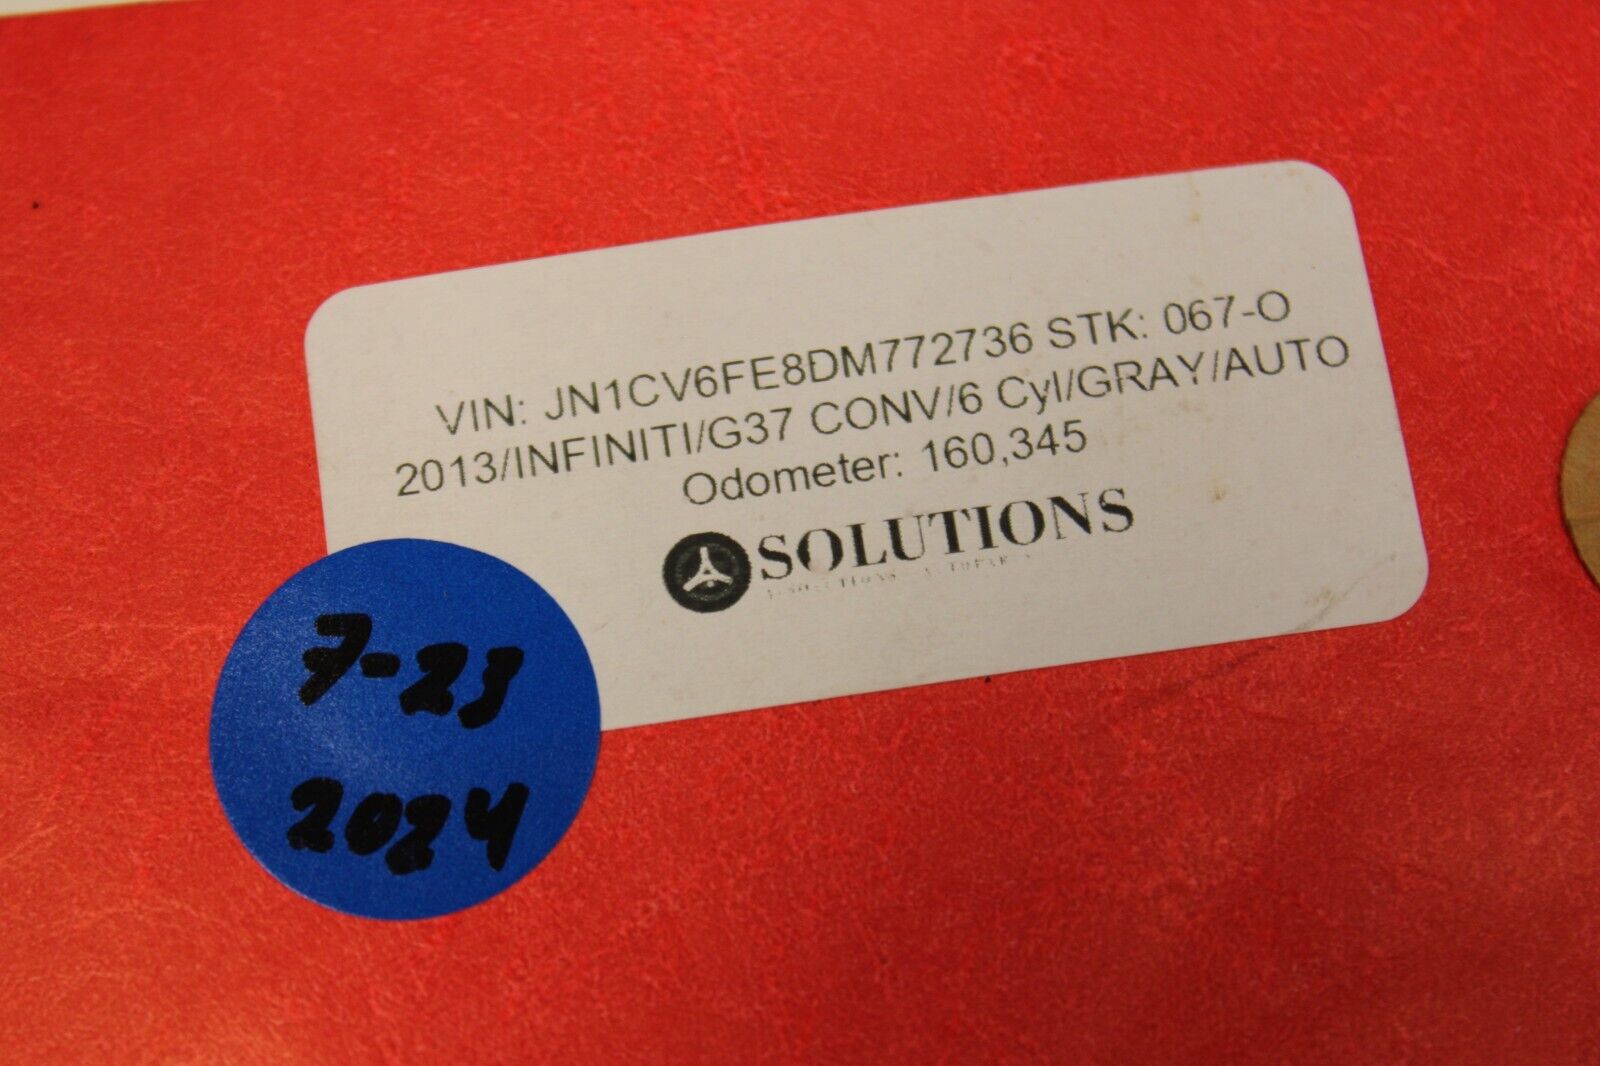 VIN: JN1CV6FE8DM772736 STK: 067-O
2013/INFINITI/G37 CONV/6 Cyl/GRAY/AUTO
Odometer: 160,345
SOLUTIONS
7-23
2024